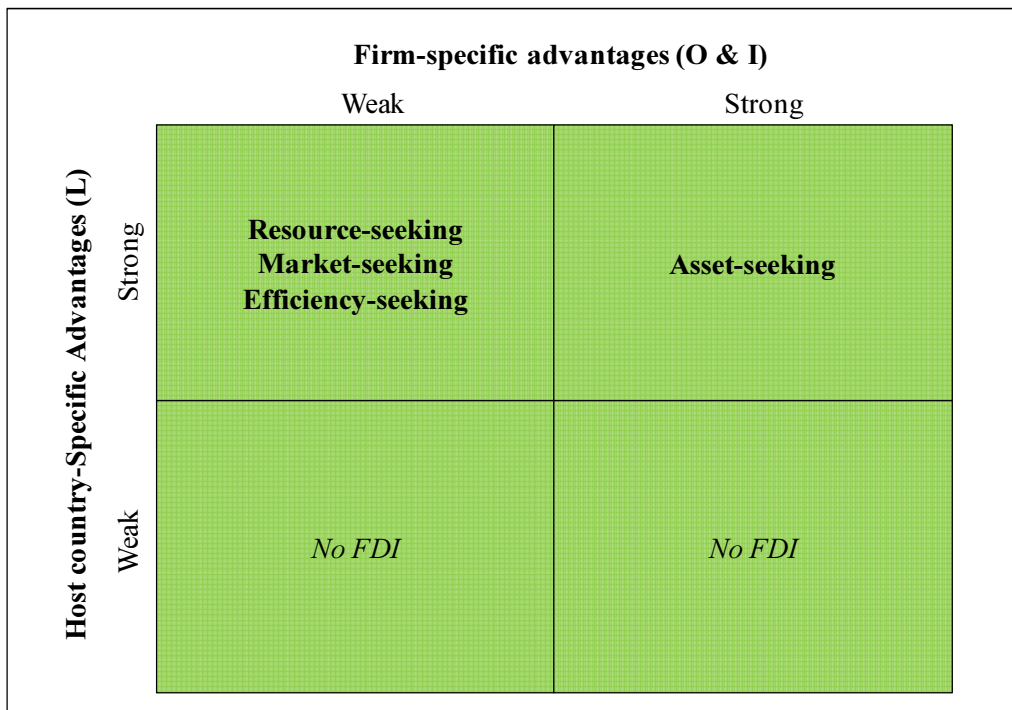 Firm-specific advantages (O & I)
Weak
Strong
Host country-Specific Advantages (L)
Strong
Resource-seeking
Market-seeking
Efficiency-seeking
Asset-seeking
Weak
No FDI
No FDI